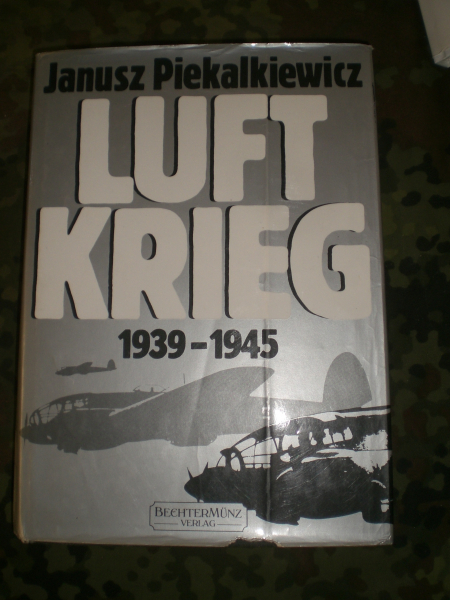 Janusz Piekalkiewicz
LUFT
KRIEG
1939–1945
BECHTERMÜNZ
VERLAG